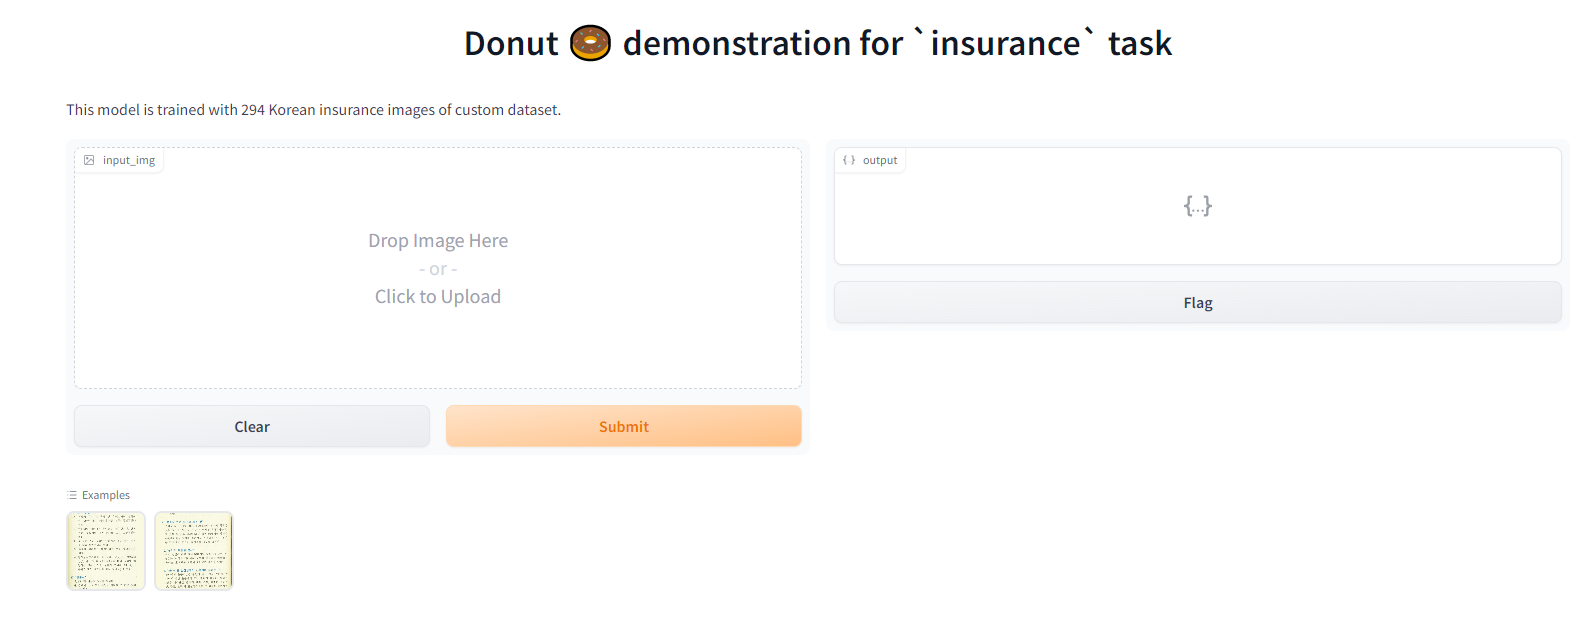 Donut 🍩 demonstration for `insurance` task
This model is trained with 294 Korean insurance images of custom dataset.
input_img
Drop Image Here
- or -
Click to Upload
Clear
Submit
output
{...}
Flag
Examples